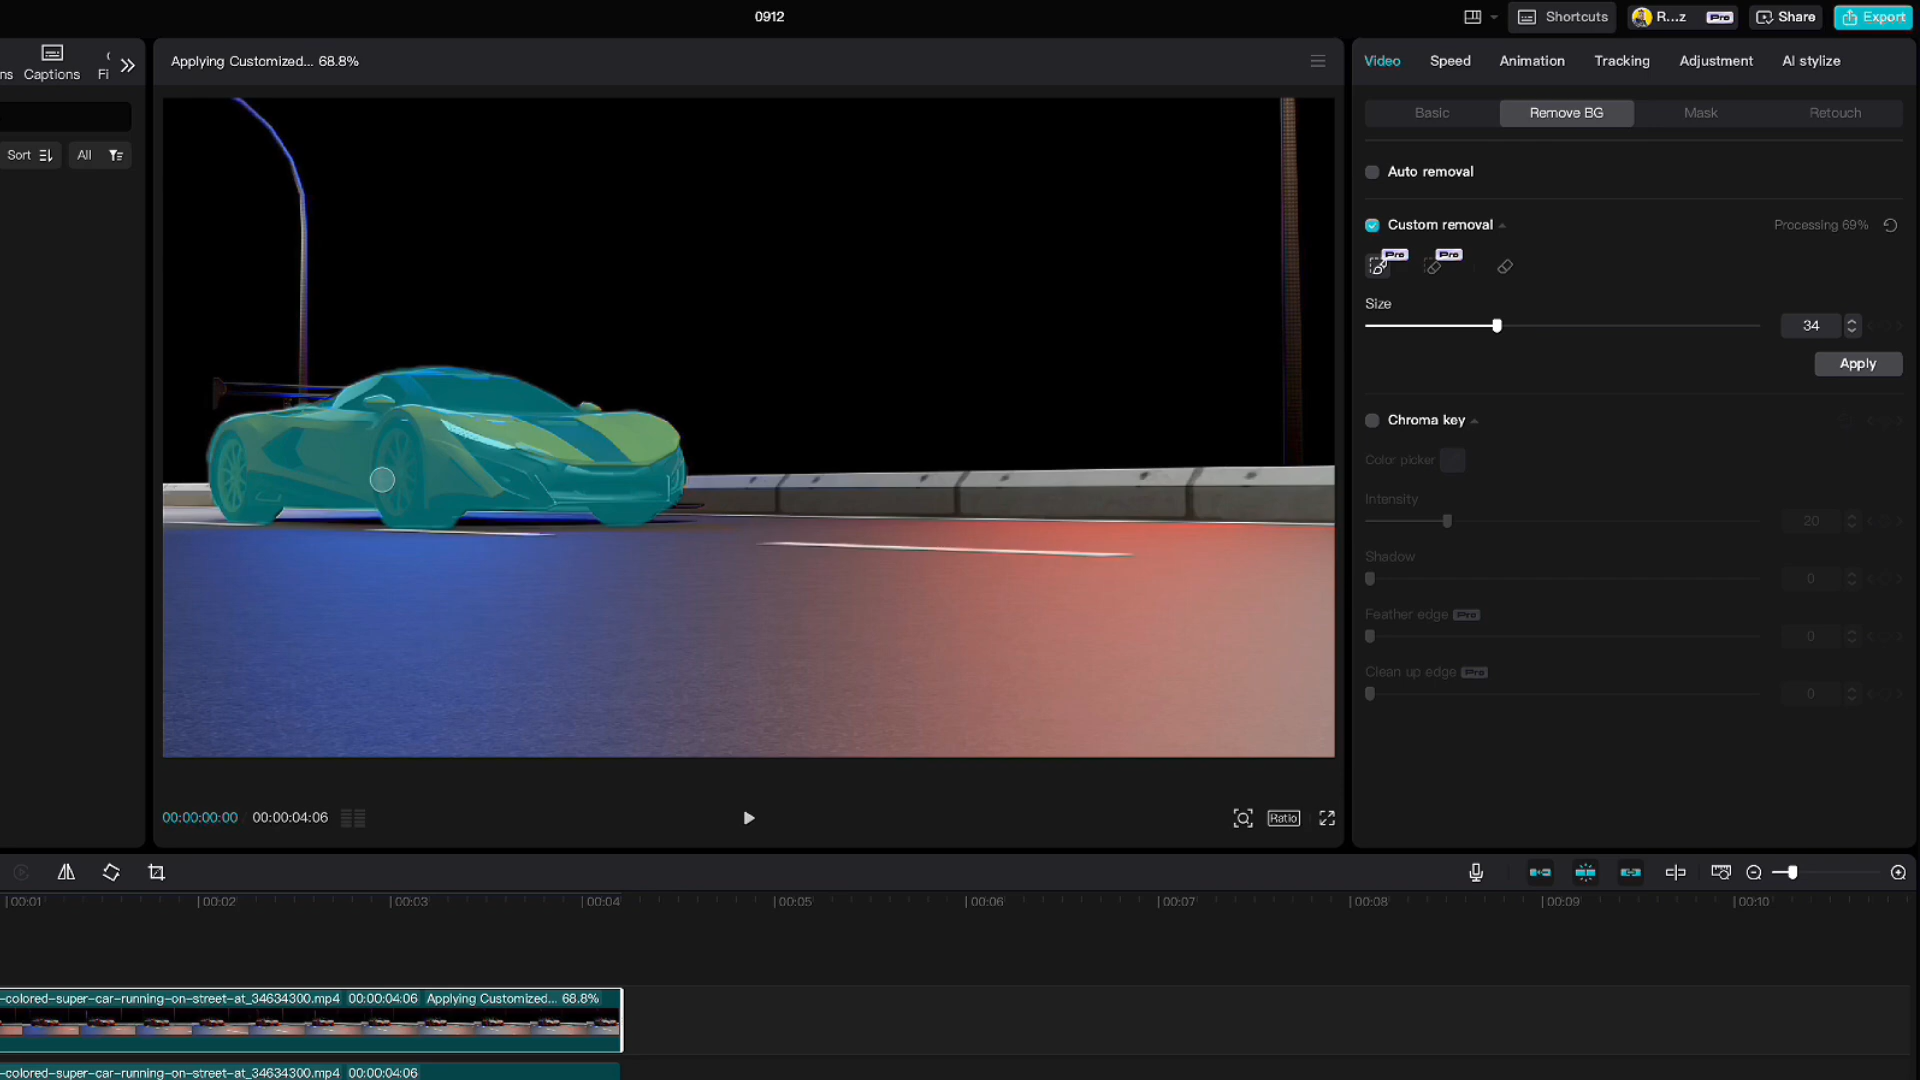 0912
Shortcuts
R...z
Pro
Share
Export
ns
Captions
Fi
Applying Customized... 68.8%
Video
Speed
Animation
Tracking
Adjustment
AI stylize
Basic
Remove BG
Mask
Retouch
Sort
All
Auto removal
Custom removal
Processing 69%
Pro
Pro
Size
34
Apply
Chroma key
Color picker
Intensity
20
Shadow
0
Feather edge Pro
0
Clean up edge Pro
0
00:00:00:00
00:00:04:06
Ratio
00:01
00:02
00:03
00:04
00:05
00:06
00:07
00:08
00:09
00:10
-colored-super-car-running-on-street-at_34634300.mp4 00:00:04:06 Applying Customized... 68.8%
-colored-super-car-running-on-street-at_34634300.mp4 00:00:04:06